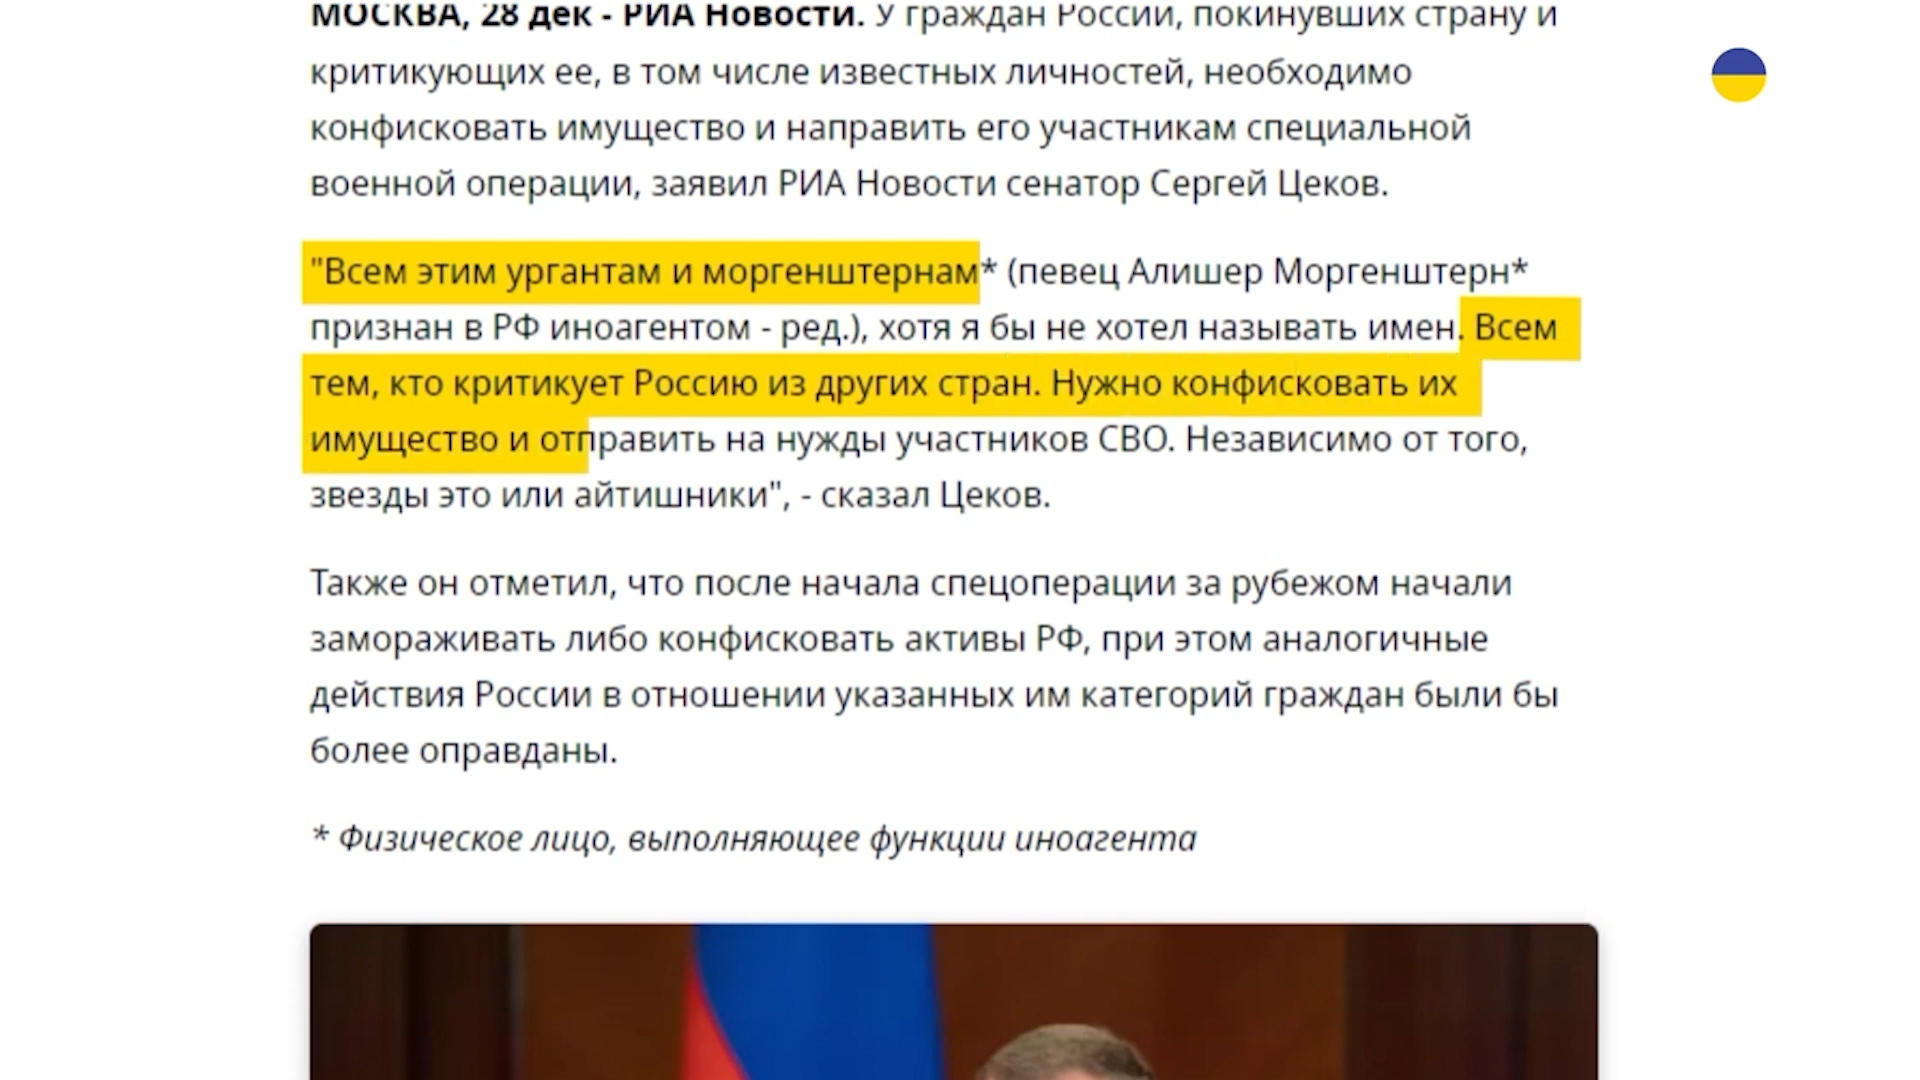 МОСКВА, 28 дек - РИА Новости. У граждан России, покинувших страну и
критикующих ее, в том числе известных личностей, необходимо
конфисковать имущество и направить его участникам специальной
военной операции, заявил РИА Новости сенатор Сергей Цеков.
"Всем этим ургантам и моргенштернам* (певец Алишер Моргенштерн*
признан в РФ иноагентом - ред.), хотя я бы не хотел называть имен. Всем
тем, кто критикует Россию из других стран. Нужно конфисковать их
имущество и отправить на нужды участников СВО. Независимо от того,
звезды это или айтишники", - сказал Цеков.
Также он отметил, что после начала спецоперации за рубежом начали
замораживать либо конфисковать активы РФ, при этом аналогичные
действия России в отношении указанных им категорий граждан были бы
более оправданы.
* Физическое лицо, выполняющее функции иноагента